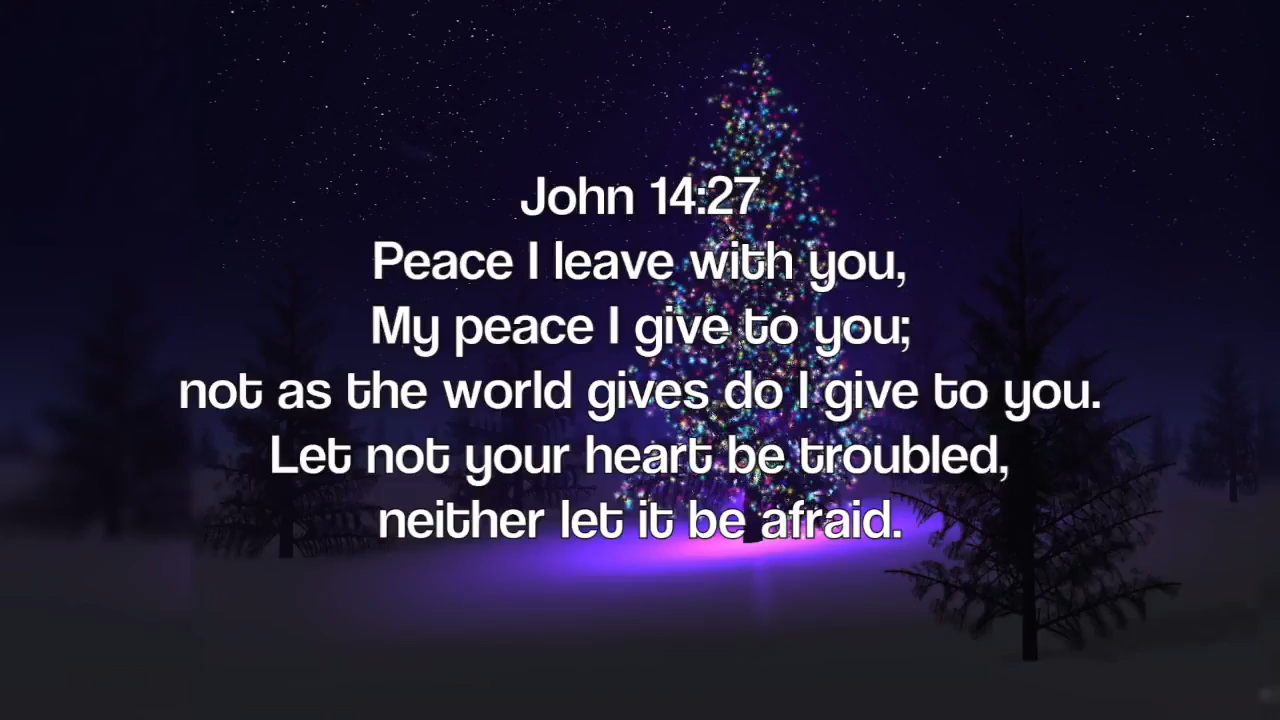 John 14:27
Peace I leave with you,
My peace I give to you;
not as the world gives do I give to you.
Let not your heart be troubled,
neither let it be afraid.